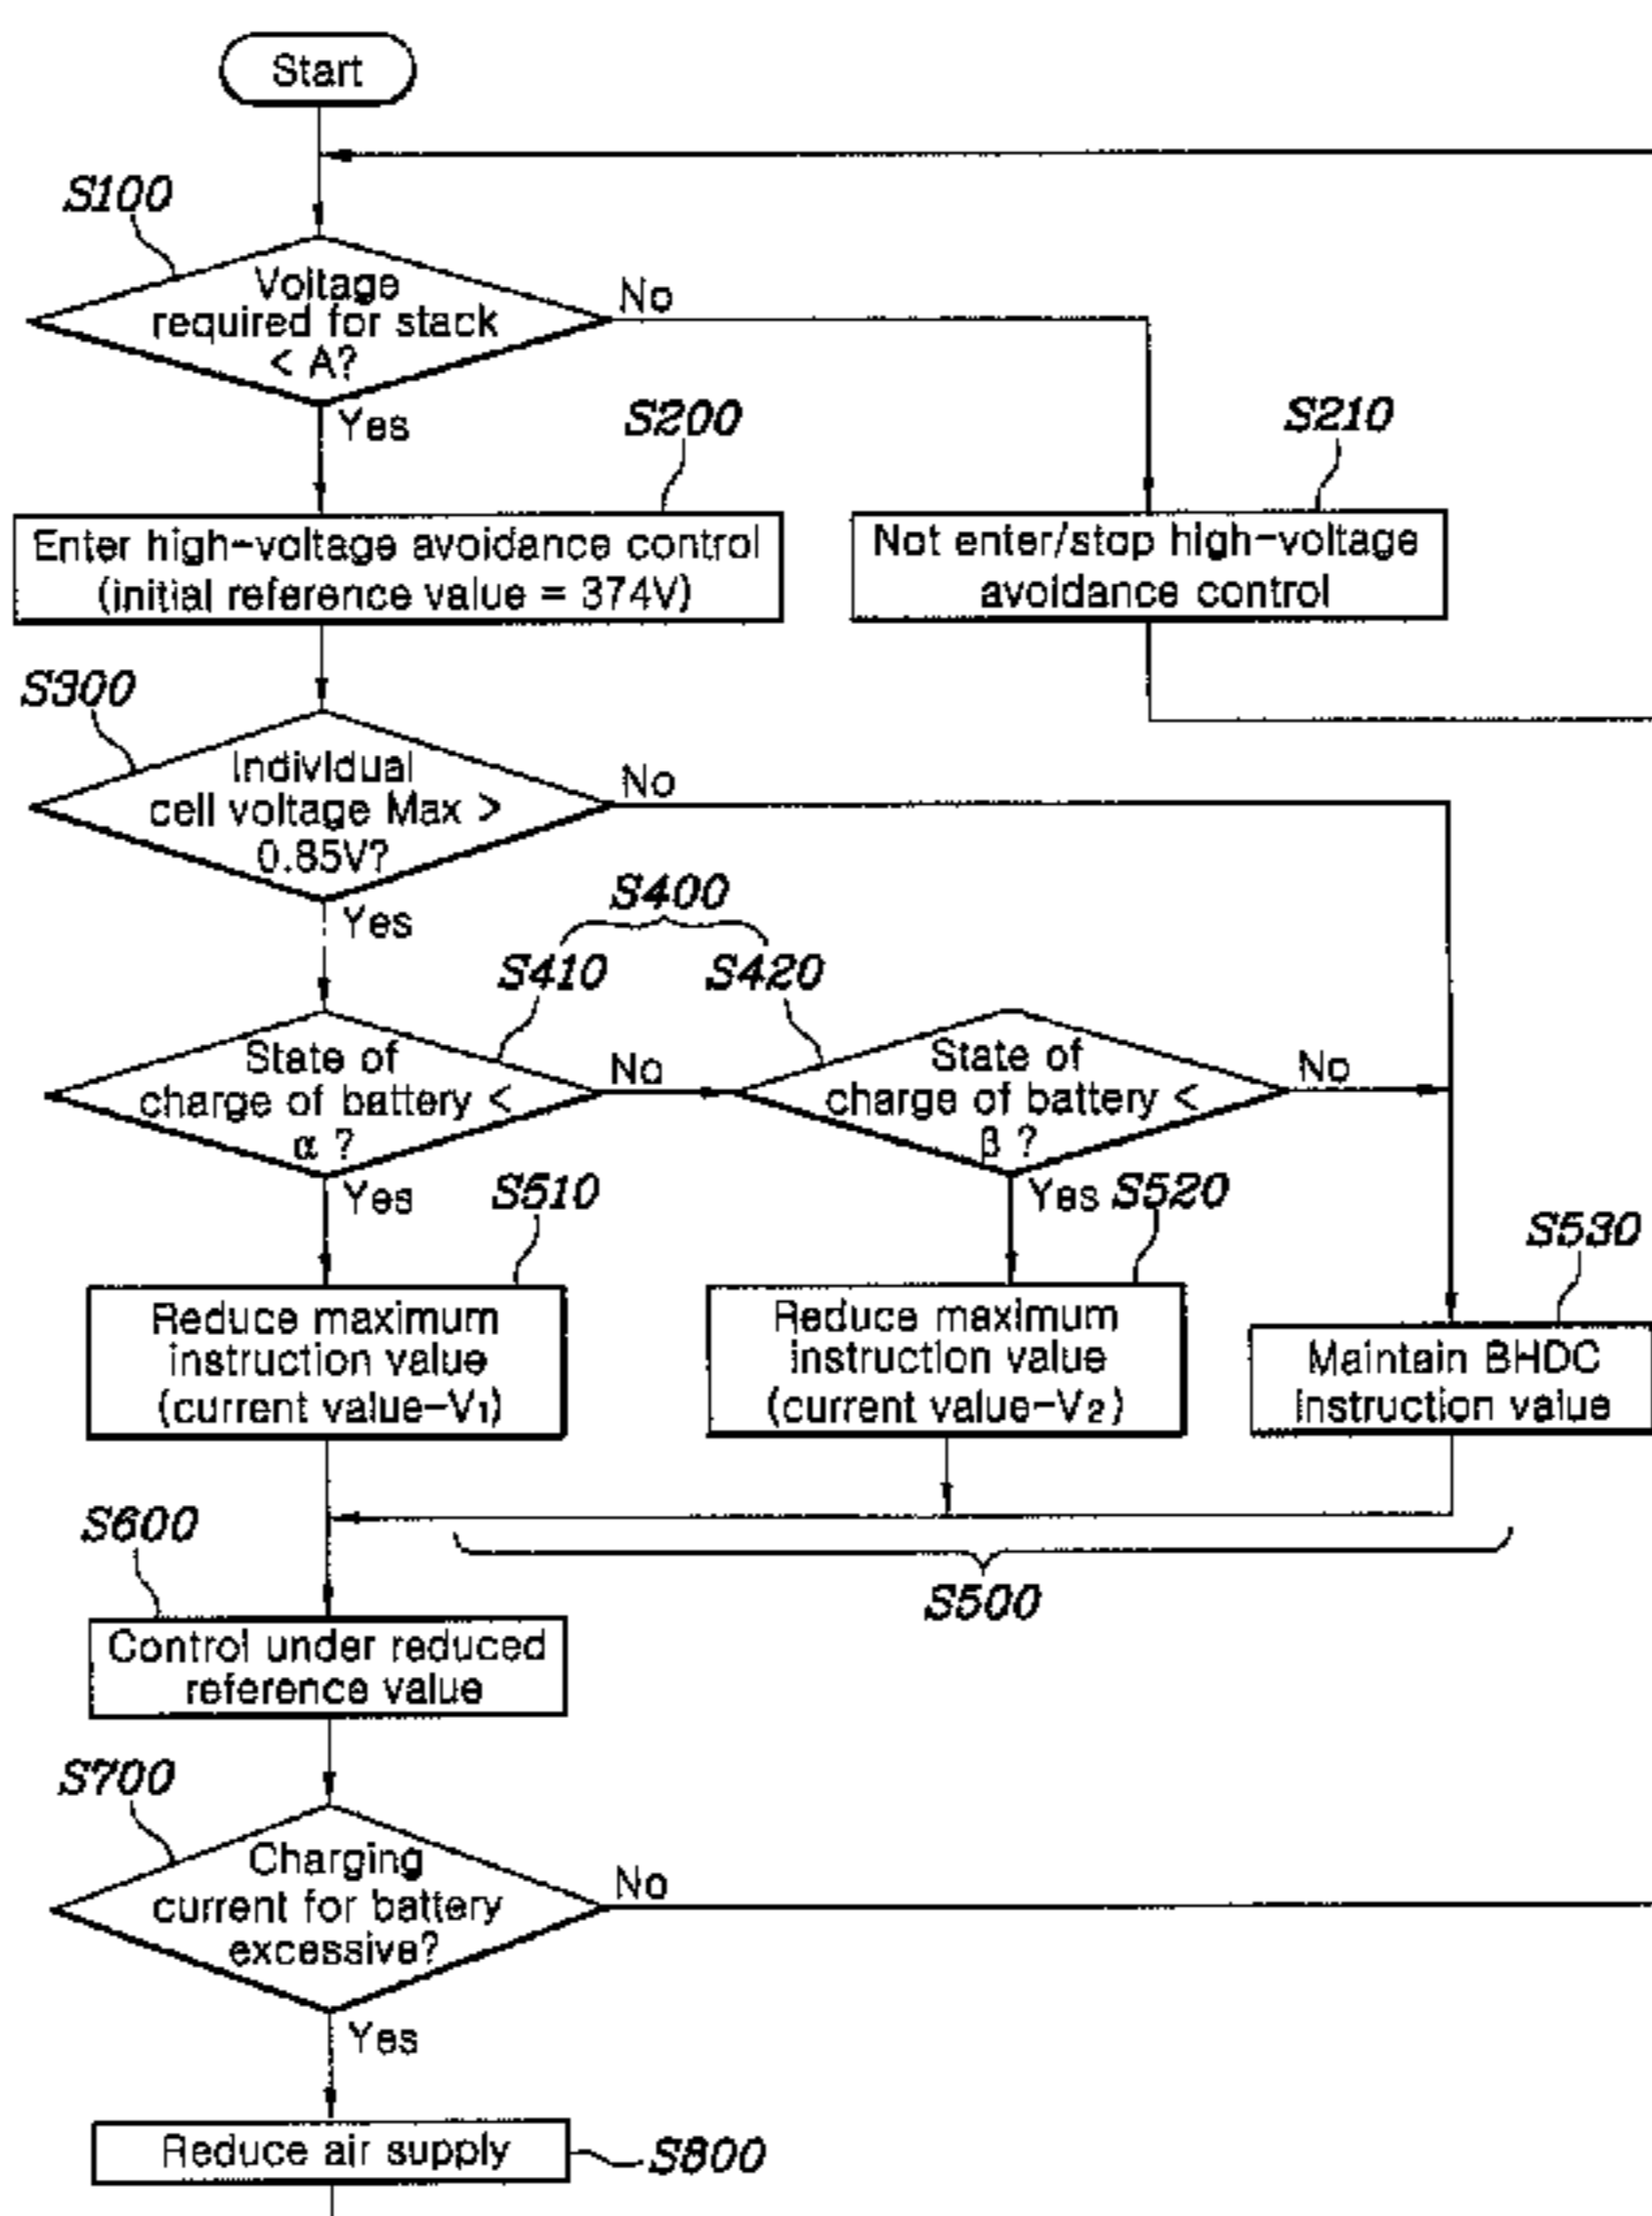 Start
S100
Voltage
required for stack
< A?
No
Yes
S200
S210
Enter high-voltage avoidance control
(initial reference value = 374V)
Not enter/stop high-voltage
avoidance control
S300
Individual
cell voltage Max >
0.85V?
No
Yes
S400
S410
S420
State of
charge of battery <
α ?
No
State of
charge of battery <
β ?
No
Yes
S510
Yes
S520
S530
Reduce maximum
instruction value
(current value-V1)
Reduce maximum
instruction value
(current value-V2)
Maintain BHDC
instruction value
S600
S500
Control under reduced
reference value
S700
Charging
current for battery
excessive?
No
Yes
Reduce air supply
S800